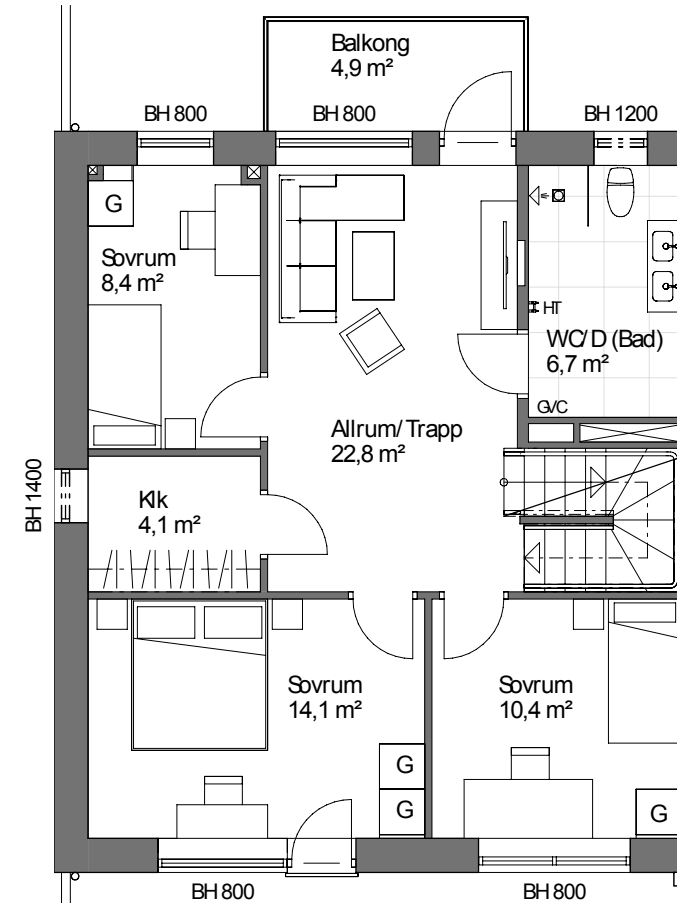 Balkong
4,9 m²
BH 800
BH 800
BH 1200
G
Sovrum
8,4 m²
HT
WC/D (Bad)
6,7 m²
GVC
Allrum/Trapp
22,8 m²
BH 1400
Klk
4,1 m²
Sovrum
14,1 m²
Sovrum
10,4 m²
G
G
G
BH 800
BH 800